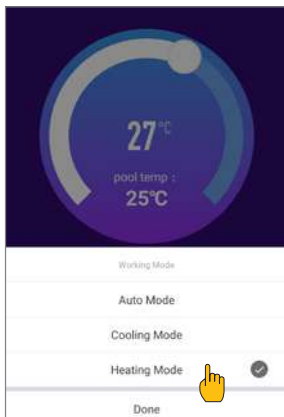 27°C
pool temp :
25°C
Working Mode
Auto Mode
Cooling Mode
Heating Mode
Done